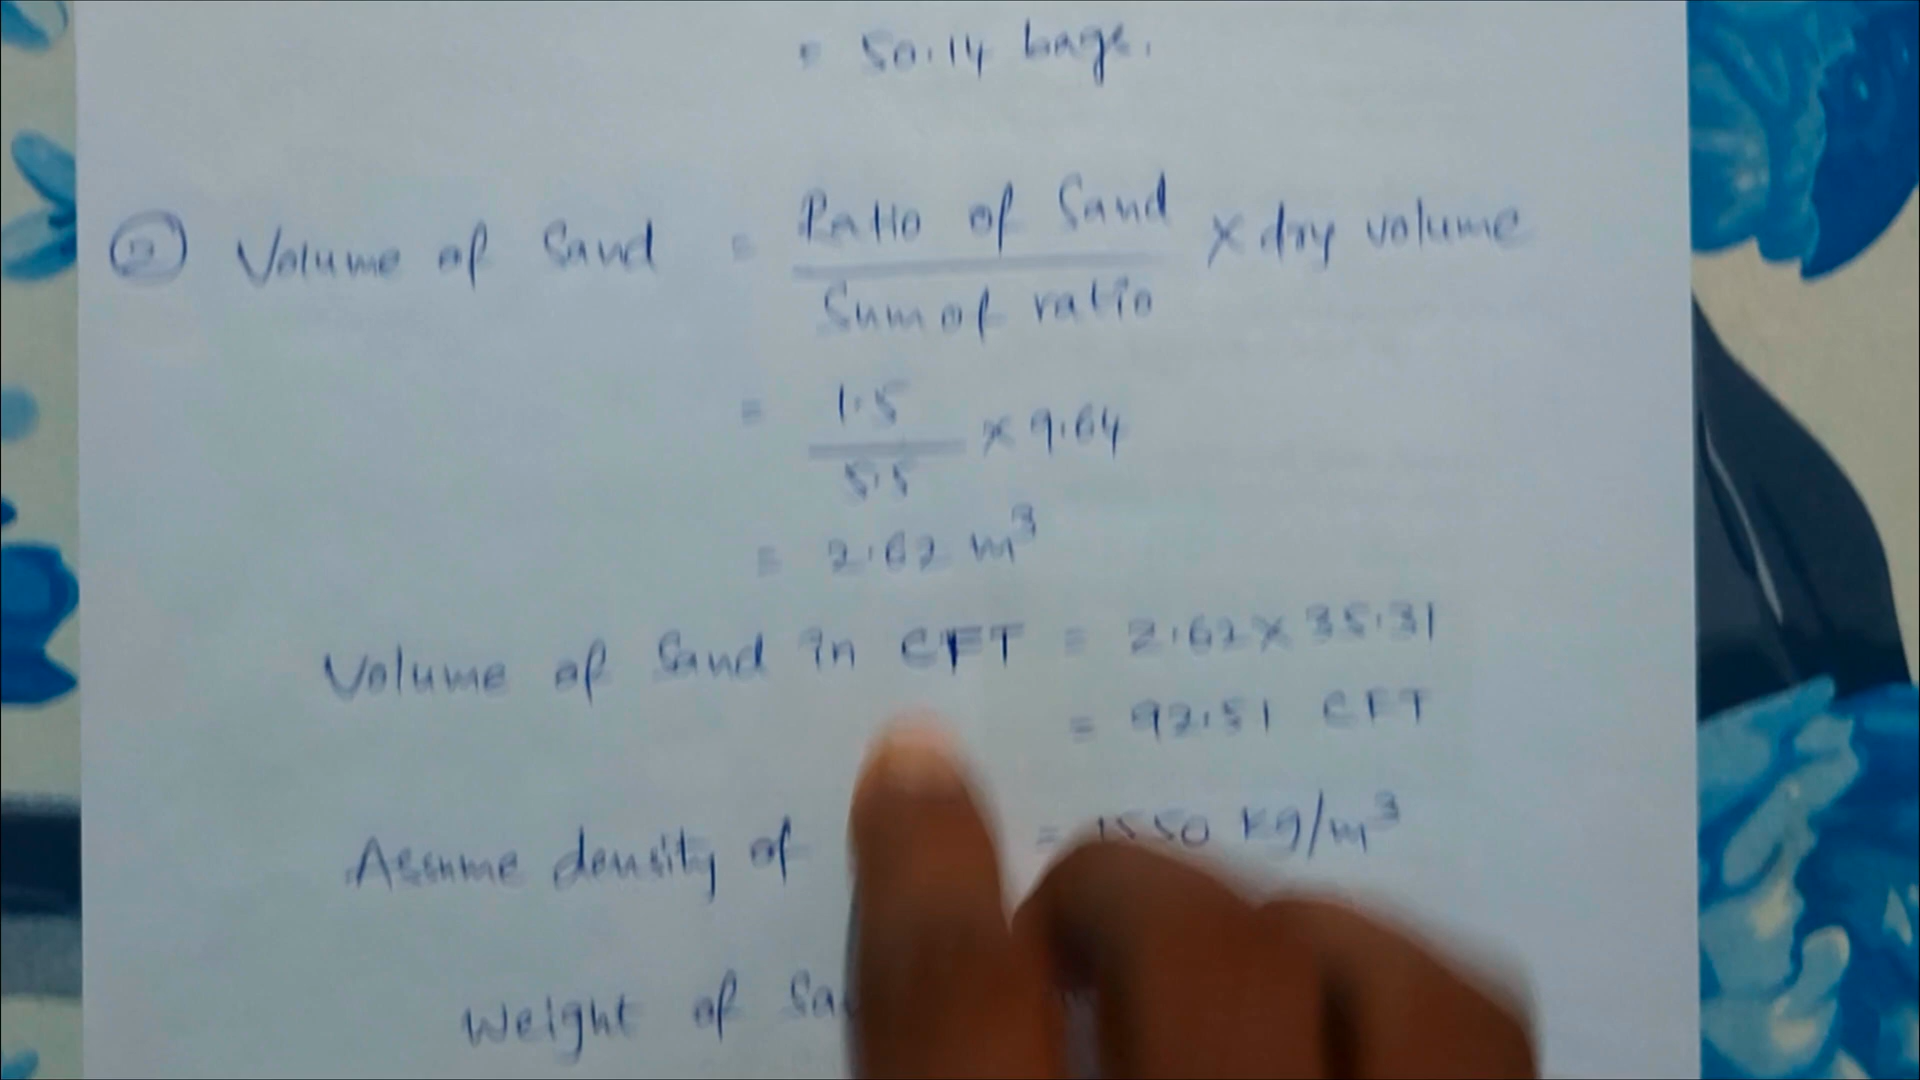 = 50.14 bags.
② Volume of Sand = Ratio of Sand / Sum of ratio × dry volume
= 1.5 / 5.5 × 9.64
= 2.62 m³
Volume of Sand in CFT = 2.62 × 35.31
= 92.51 CFT
Assume density of = 1550 kg/m³
Weight of